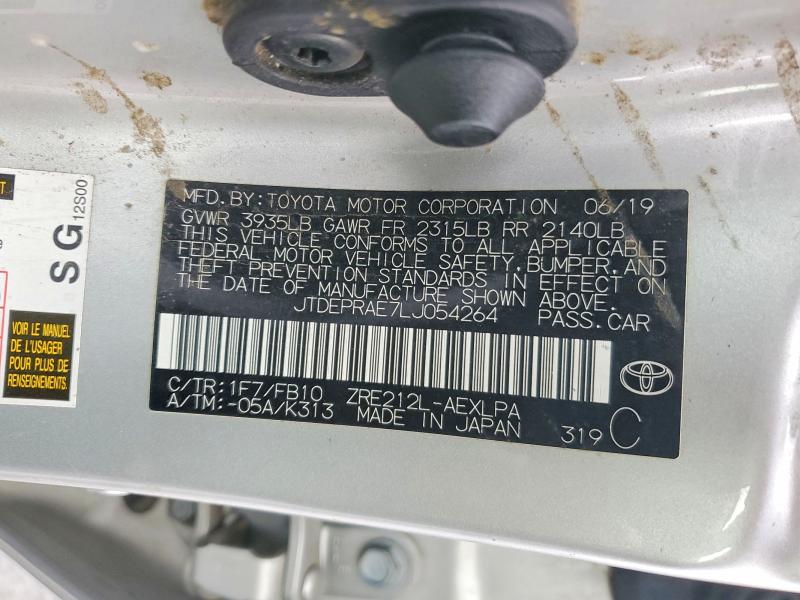 MFD. BY: TOYOTA MOTOR CORPORATION 06/19
GVWR 3935LB GAWR FR 2315LB RR 2140LB
THIS VEHICLE CONFORMS TO ALL APPLICABLE
FEDERAL MOTOR VEHICLE SAFETY, BUMPER, AND
THEFT PREVENTION STANDARDS IN EFFECT ON
THE DATE OF MANUFACTURE SHOWN ABOVE.
JTDEPRAE7LJ054264 PASS. CAR
C/TR: 1F7/FB10 ZRE212L-AEXLPA
A/TM: -05A/K313 MADE IN JAPAN
319 C
SG
12S00
VOIR LE MANUEL
DE L'USAGER
POUR PLUS DE
RENSEIGNEMENTS.